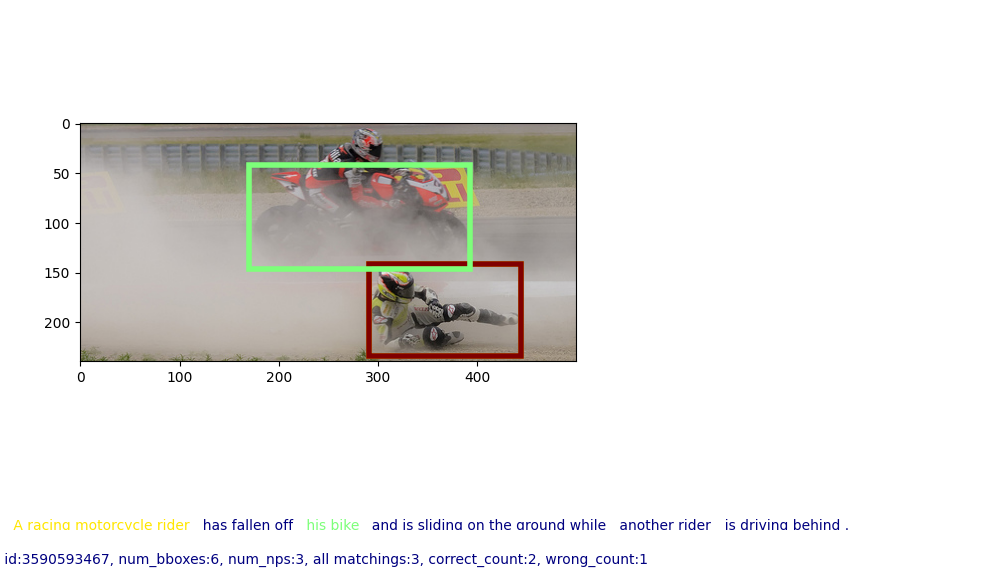 0
50
100
150
200
0 100 200 300 400
A racing motorcycle rider has fallen off his bike and is sliding on the ground while another rider is driving behind .
id:3590593467, num_bboxes:6, num_nps:3, all matchings:3, correct_count:2, wrong_count:1